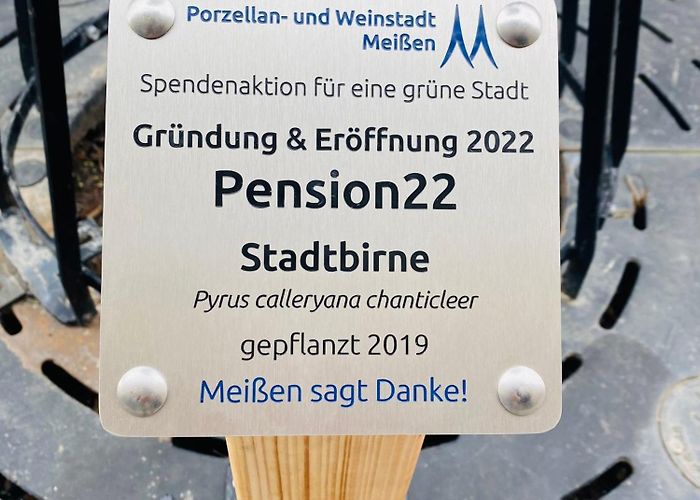 Porzellan- und Weinstadt
Meißen
Spendenaktion für eine grüne Stadt
Gründung & Eröffnung 2022
Pension22
Stadtbirne
Pyrus calleryana chanticleer
gepflanzt 2019
Meißen sagt Danke!